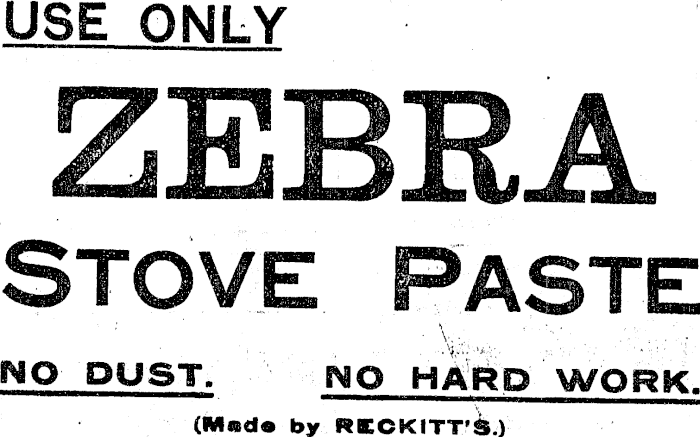 USE ONLY
ZEBRA
STOVE PASTE
NO DUST. NO HARD WORK.
(Made by RECKITT'S.)